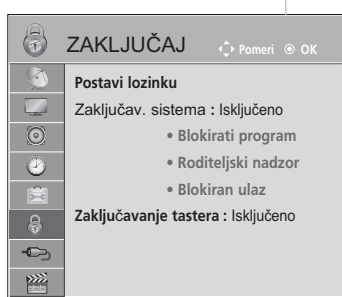 ZAKLJUČAJ Pomeri OK
Postavi lozinku
Zaključav. sistema : Isključeno
• Blokirati program
• Roditeljski nadzor
• Blokiran ulaz
Zaključavanje tastera : Isključeno